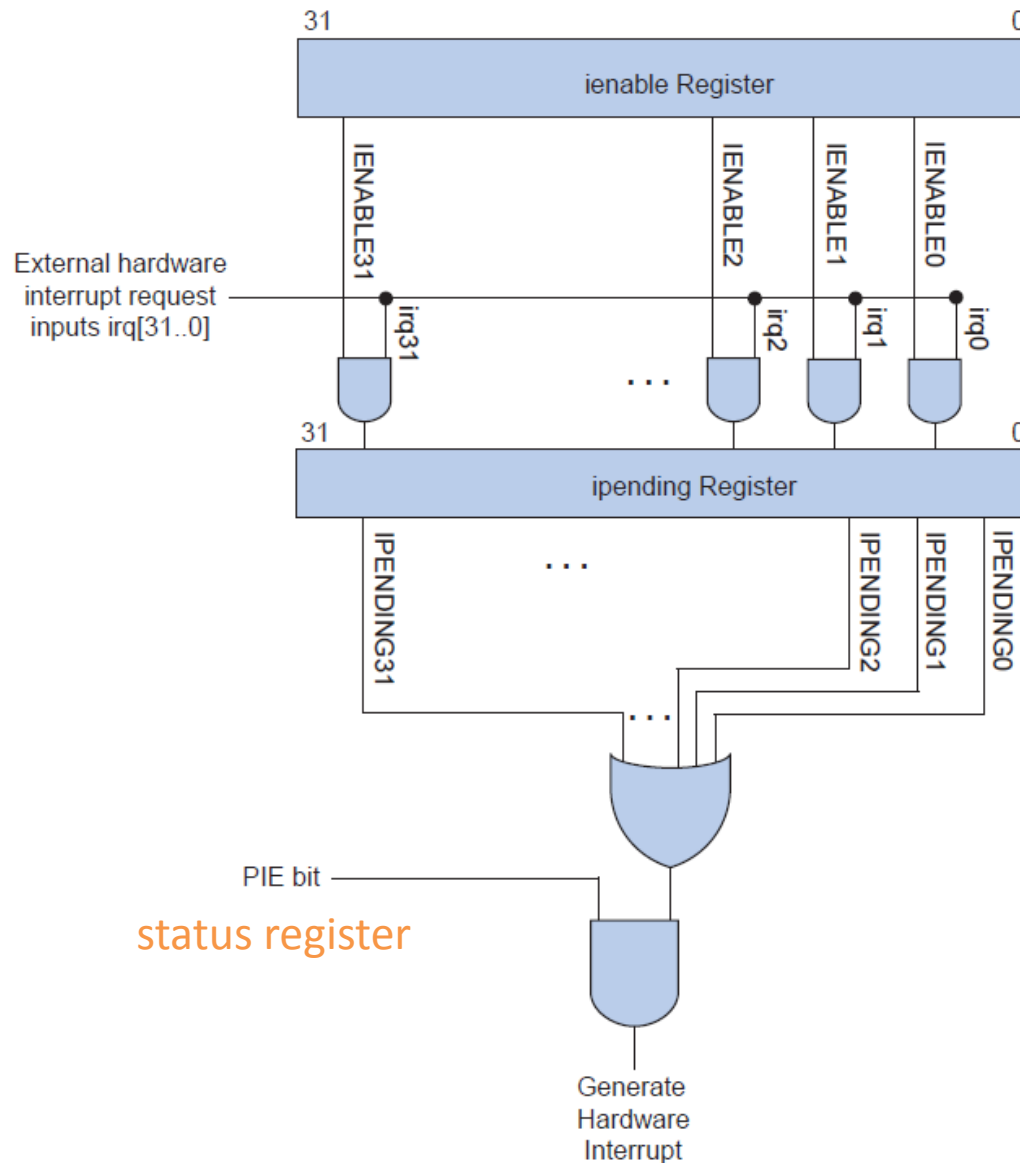 31 0
ienable Register
IENABLE31
IENABLE2
IENABLE1
IENABLE0
External hardware
interrupt request
inputs irq[31..0]
irq31
irq2
irq1
irq0
...
31 0
ipending Register
IPENDING31
...
IPENDING2
IPENDING1
IPENDING0
...
PIE bit
status register
Generate
Hardware
Interrupt